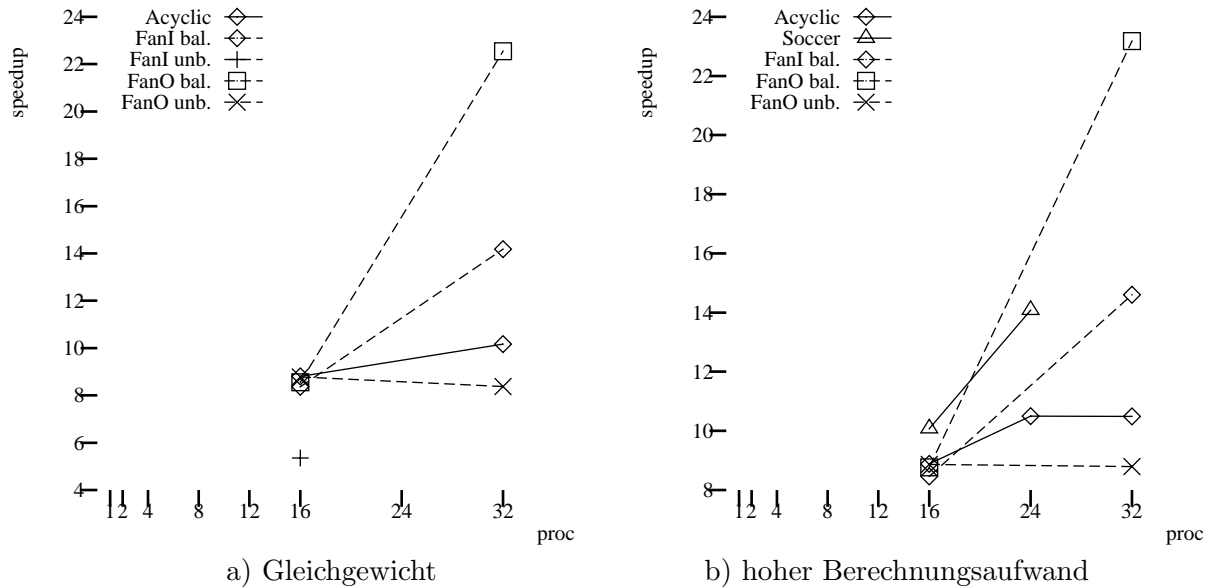 24
22
20
18
16
14
12
10
8
6
4
speedup
Acyclic
FanI bal.
FanI unb.
FanO bal.
FanO unb.
1 2 4 8 12 16 24 32
proc
a) Gleichgewicht
24
22
20
18
16
14
12
10
8
speedup
Acyclic
Soccer
FanI bal.
FanO bal.
FanO unb.
1 2 4 8 12 16 24 32
proc
b) hoher Berechnungsaufwand